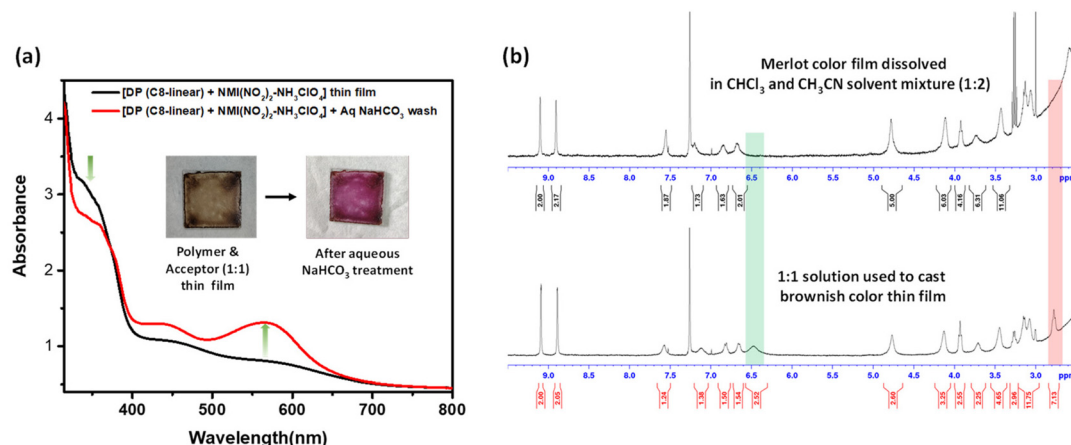 (a)
[DP (C8-linear) + NMI(NO₂)₂-NH₃ClO₄] thin film
[DP (C8-linear) + NMI(NO₂)₂-NH₃ClO₄] + Aq NaHCO₃ wash
Polymer &
Acceptor (1:1)
thin film
After aqueous
NaHCO₃ treatment
Absorbance
4
3
2
1
400 500 600 700 800
Wavelength(nm)
(b)
Merlot color film dissolved
in CHCl₃ and CH₃CN solvent mixture (1:2)
9.0 8.5 8.0 7.5 7.0 6.5 6.0 5.5 5.0 4.5 4.0 3.5 3.0 ppm
2.00 2.17 1.87 1.73 1.63 2.01 5.00 6.03 4.16 6.31 11.09
1:1 solution used to cast
brownish color thin film
9.0 8.5 8.0 7.5 7.0 6.5 6.0 5.5 5.0 4.5 4.0 3.5 3.0 ppm
2.00 2.05 1.24 1.38 1.50 1.54 2.52 2.60 3.25 2.55 2.25 4.65 2.96 11.75 7.13